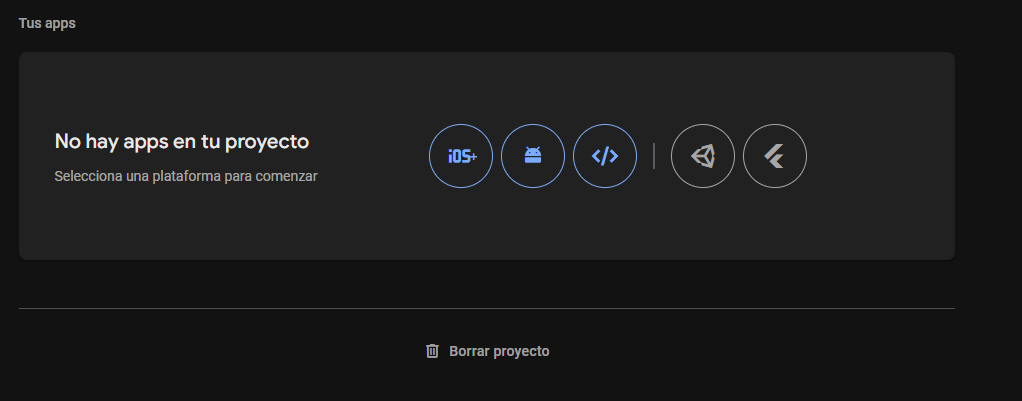 Tus apps
No hay apps en tu proyecto
Selecciona una plataforma para comenzar
iOS+
</>
Borrar proyecto